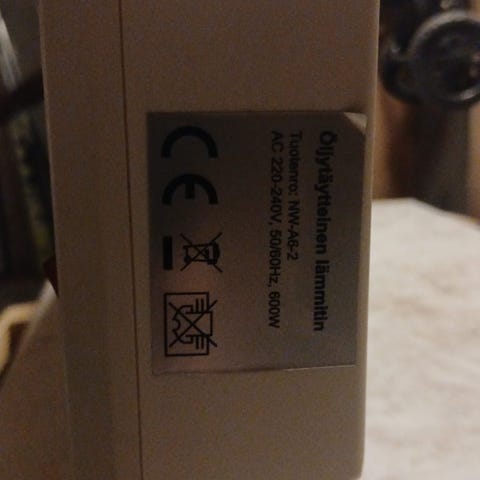 Öljytäytteinen lämmitin
Tuotenro: NW-A6-2
AC 220-240V, 50/60Hz, 600W
CE